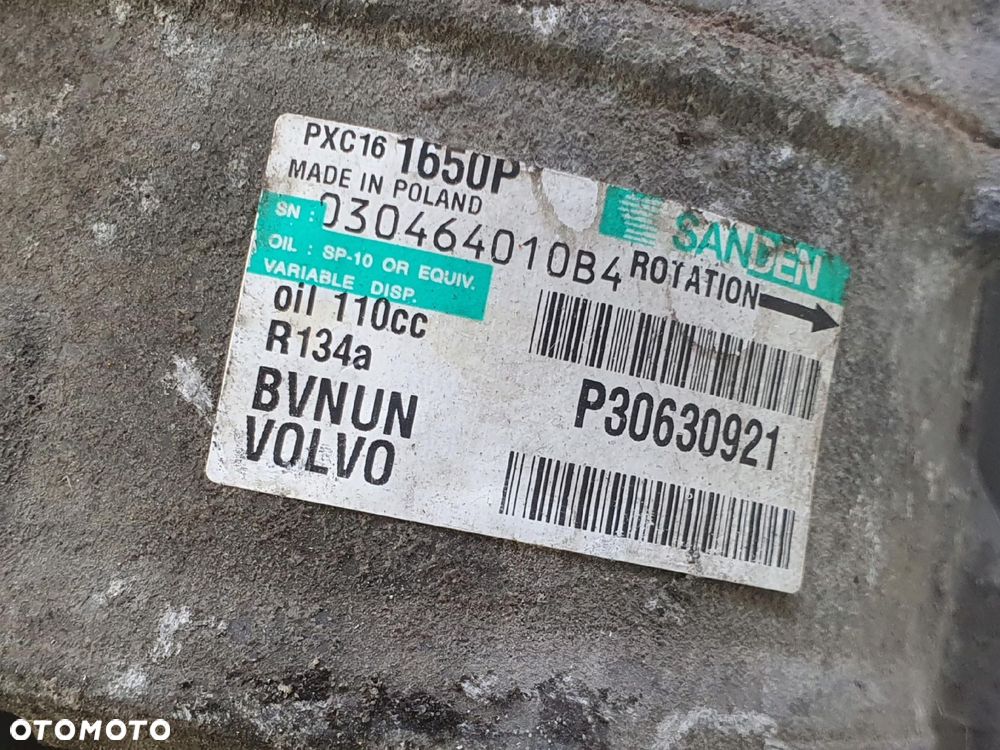 PXC16 1650P
MADE IN POLAND
SANDEN
SN : 030464010B4
ROTATION
OIL : SP-10 OR EQUIV.
VARIABLE DISP.
oil 110cc
R134a
BVNUN
VOLVO
P30630921
OTOMOTO